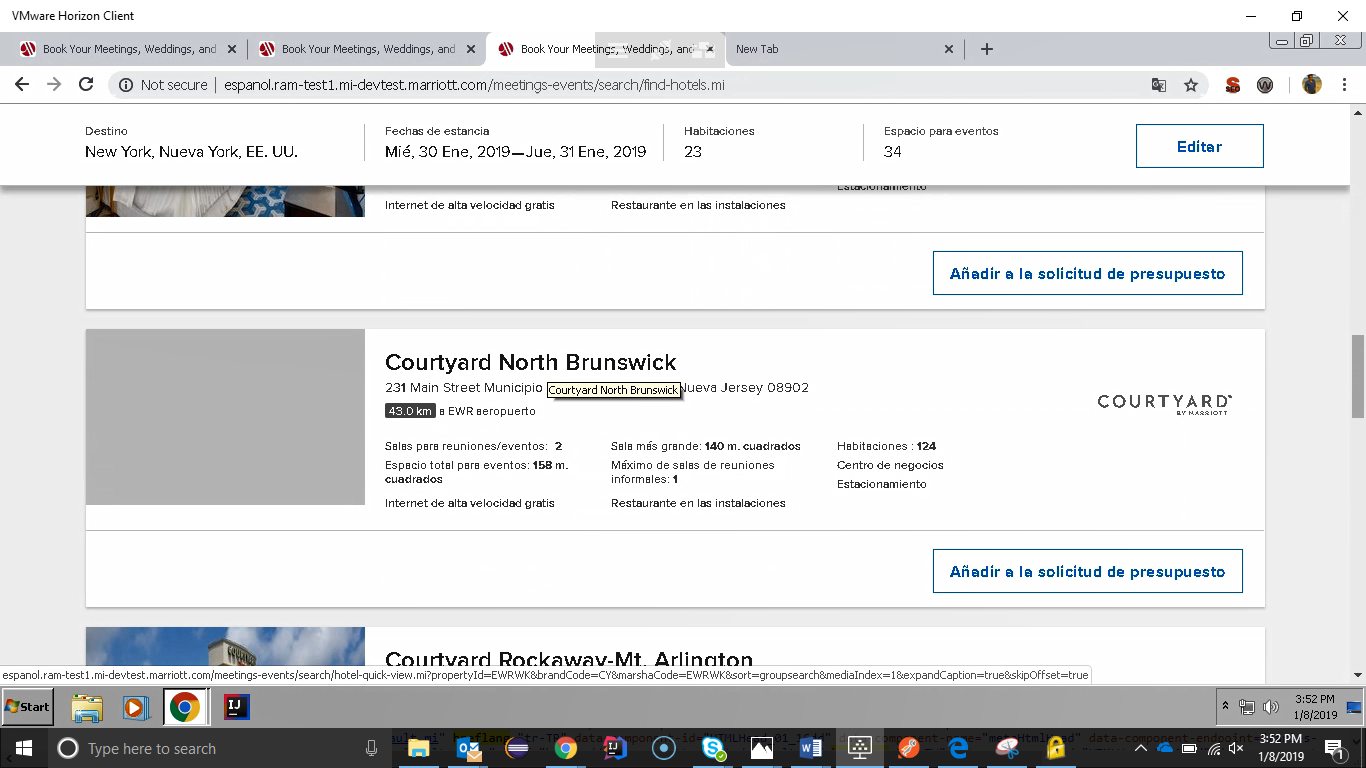 VMware Horizon Client
Book Your Meetings, Weddings, and
Book Your Meetings, Weddings, and
Book Your Meetings, Weddings, and
New Tab
Not secure | espanol.ram-test1.mi-devtest.marriott.com/meetings-events/search/find-hotels.mi
Destino
New York, Nueva York, EE. UU.
Fechas de estancia
Mié, 30 Ene, 2019—Jue, 31 Ene, 2019
Habitaciones
23
Espacio para eventos
34
Editar
Estacionamiento
Internet de alta velocidad gratis
Restaurante en las instalaciones
Añadir a la solicitud de presupuesto
Courtyard North Brunswick
231 Main Street Municipio
Nueva Jersey 08902
Courtyard North Brunswick
43.0 km a EWR aeropuerto
COURTYARD
BY MARRIOTT
Salas para reuniones/eventos: 2
Espacio total para eventos: 158 m.
cuadrados
Internet de alta velocidad gratis
Sala más grande: 140 m. cuadrados
Máximo de salas de reuniones
informales: 1
Restaurante en las instalaciones
Habitaciones : 124
Centro de negocios
Estacionamiento
Añadir a la solicitud de presupuesto
Courtyard Rockaway-Mt. Arlington
espanol.ram-test1.mi-devtest.marriott.com/meetings-events/search/hotel-quick-view.mi?propertyId=EWRWK&brandCode=CY&marshaCode=EWRWK&sort=groupsearch&mediaIndex=1&expandCaption=true&skipOffset=true
Start
3:52 PM
1/8/2019
Type here to search
3:52 PM
1/8/2019